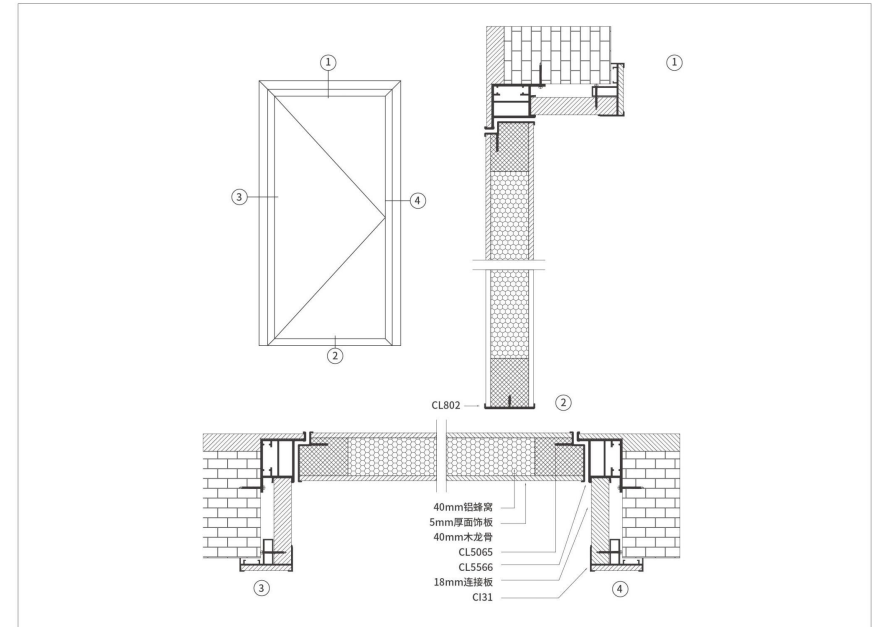 ①
①
③
④
②
CL802
②
40mm铝蜂窝
5mm厚面饰板
40mm木龙骨
CL5065
CL5566
18mm连接板
CI31
③
④